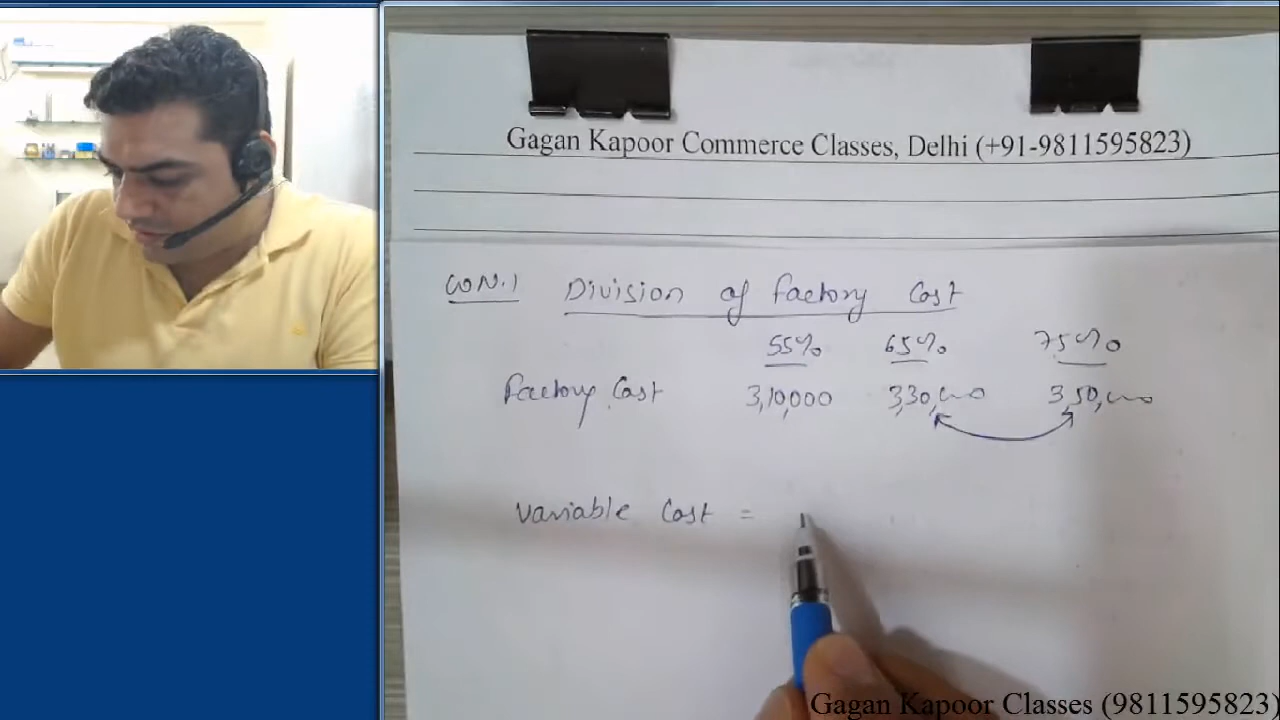 Gagan Kapoor Commerce Classes, Delhi (+91-9811595823)
W.N.1 Division of Factory Cost
55% 65% 75%
Factory Cost 3,10,000 3,30,000 3,50,000
Variable Cost =
Gagan Kapoor Classes (9811595823)